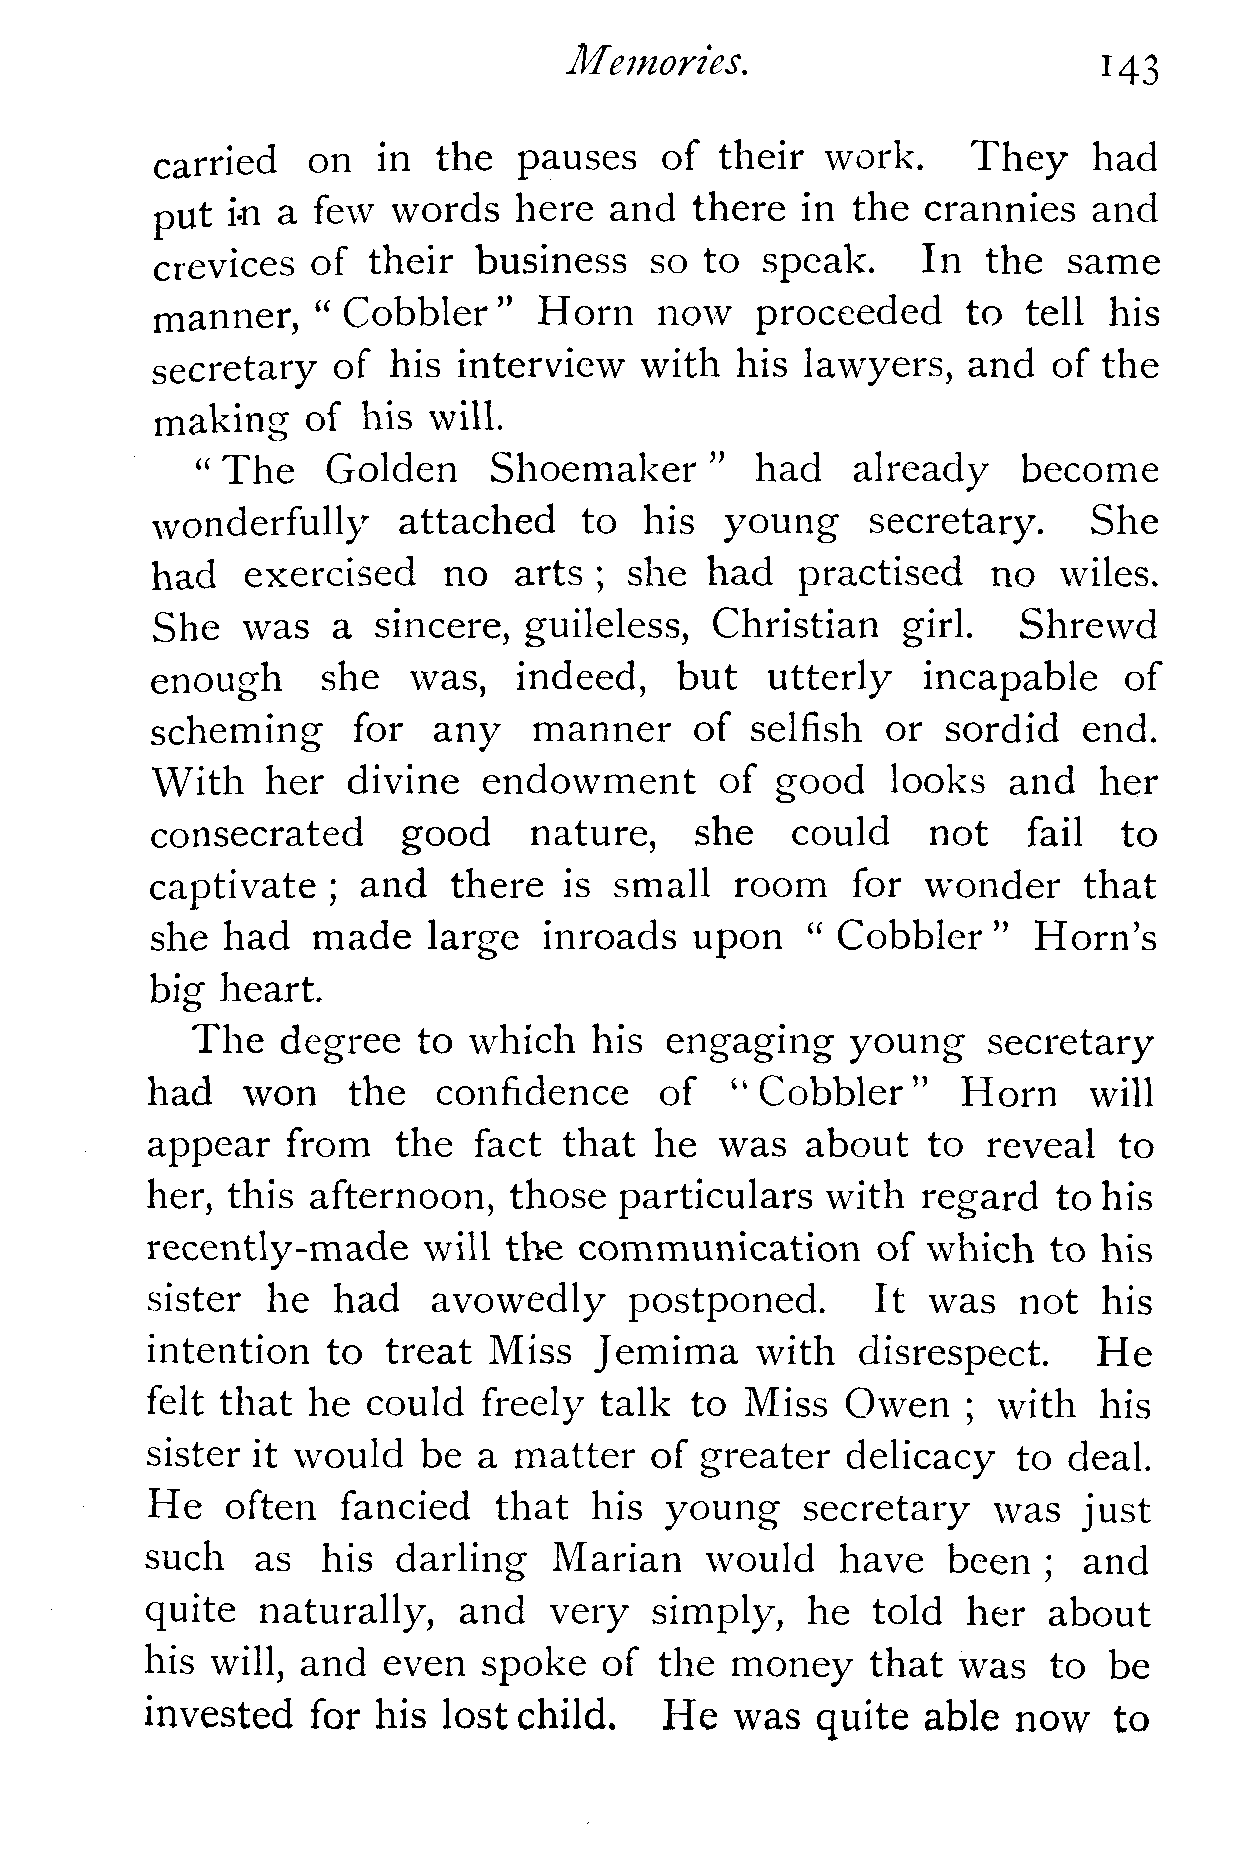 Memories. 143
carried on in the pauses of their work. They had
put in a few words here and there in the crannies and
crevices of their business so to speak. In the same
manner, " Cobbler " Horn now proceeded to tell his
secretary of his interview with his lawyers, and of the
making of his will.
" The Golden Shoemaker " had already become
wonderfully attached to his young secretary. She
had exercised no arts ; she had practised no wiles.
She was a sincere, guileless, Christian girl. Shrewd
enough she was, indeed, but utterly incapable of
scheming for any manner of selfish or sordid end.
With her divine endowment of good looks and her
consecrated good nature, she could not fail to
captivate ; and there is small room for wonder that
she had made large inroads upon " Cobbler " Horn's
big heart.
The degree to which his engaging young secretary
had won the confidence of " Cobbler " Horn will
appear from the fact that he was about to reveal to
her, this afternoon, those particulars with regard to his
recently-made will the communication of which to his
sister he had avowedly postponed. It was not his
intention to treat Miss Jemima with disrespect. He
felt that he could freely talk to Miss Owen ; with his
sister it would be a matter of greater delicacy to deal.
He often fancied that his young secretary was just
such as his darling Marian would have been ; and
quite naturally, and very simply, he told her about
his will, and even spoke of the money that was to be
invested for his lost child. He was quite able now to